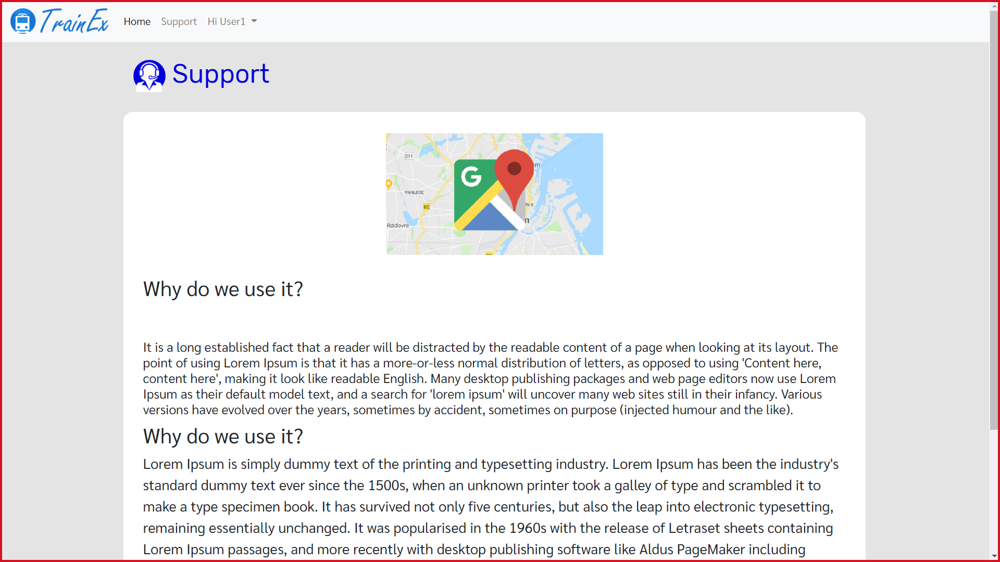 TrainEx Home Support Hi User1
Support
211
m
VANLØSE
02
VN K
n
Rødovre
G
Why do we use it?
It is a long established fact that a reader will be distracted by the readable content of a page when looking at its layout. The
point of using Lorem Ipsum is that it has a more-or-less normal distribution of letters, as opposed to using 'Content here,
content here', making it look like readable English. Many desktop publishing packages and web page editors now use Lorem
Ipsum as their default model text, and a search for 'lorem ipsum' will uncover many web sites still in their infancy. Various
versions have evolved over the years, sometimes by accident, sometimes on purpose (injected humour and the like).
Why do we use it?
Lorem Ipsum is simply dummy text of the printing and typesetting industry. Lorem Ipsum has been the industry's
standard dummy text ever since the 1500s, when an unknown printer took a galley of type and scrambled it to
make a type specimen book. It has survived not only five centuries, but also the leap into electronic typesetting,
remaining essentially unchanged. It was popularised in the 1960s with the release of Letraset sheets containing
Lorem Ipsum passages, and more recently with desktop publishing software like Aldus PageMaker including